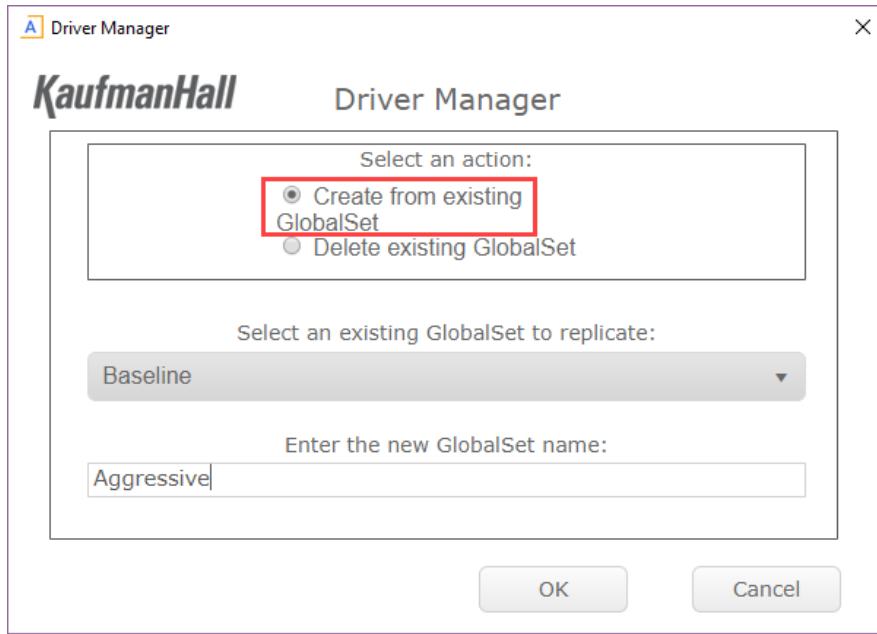 A Driver Manager
KaufmanHall
Driver Manager
Select an action:
Create from existing
GlobalSet
Delete existing GlobalSet
Select an existing GlobalSet to replicate:
Baseline
Enter the new GlobalSet name:
Aggressive
OK
Cancel